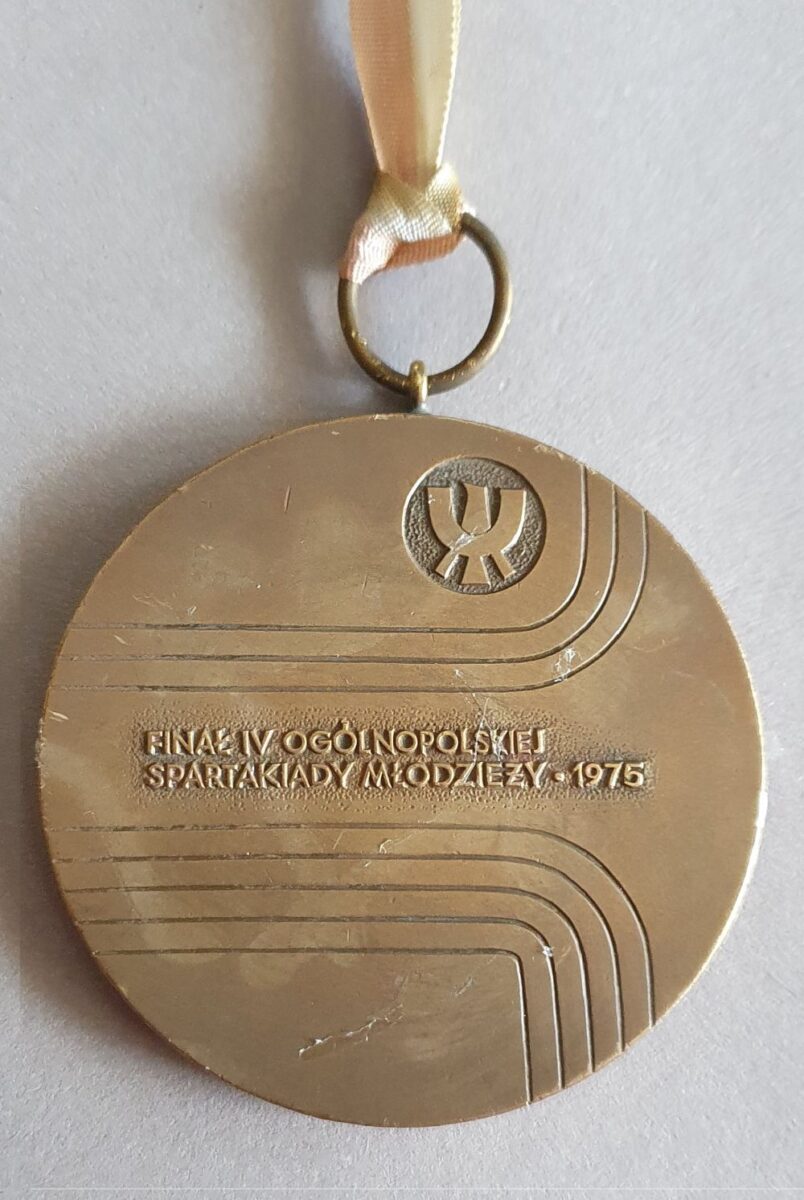 FINAŁ IV OGÓLNOPOLSKIEJ
SPARTAKIADY MŁODZIEŻY • 1975